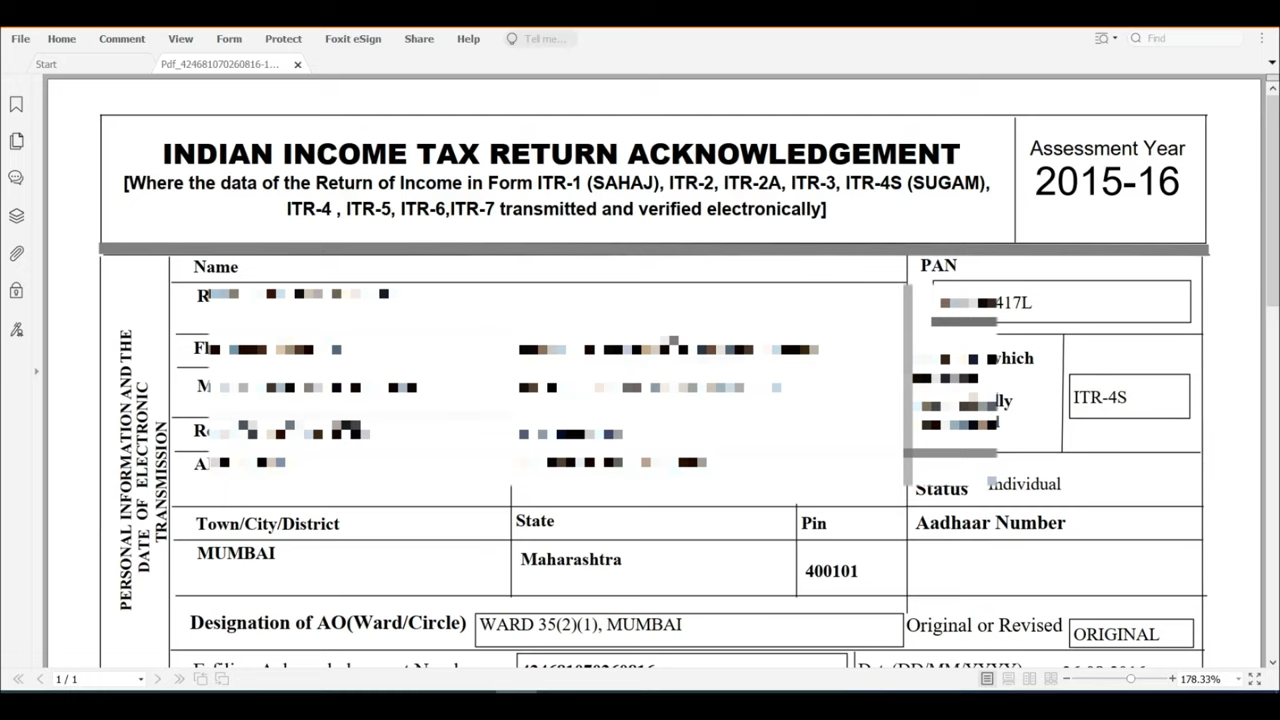 File Home Comment View Form Protect Foxit eSign Share Help Tell me... Find
Start Pdf_424681070260816-1...
INDIAN INCOME TAX RETURN ACKNOWLEDGEMENT
[Where the data of the Return of Income in Form ITR-1 (SAHAJ), ITR-2, ITR-2A, ITR-3, ITR-4S (SUGAM),
ITR-4 , ITR-5, ITR-6,ITR-7 transmitted and verified electronically]
Assessment Year
2015-16
PERSONAL INFORMATION AND THE
DATE OF ELECTRONIC
TRANSMISSION
Name
PAN
417L
which
ITR-4S
Status
Individual
Town/City/District
State
Pin
Aadhaar Number
MUMBAI
Maharashtra
400101
Designation of AO(Ward/Circle)
WARD 35(2)(1), MUMBAI
Original or Revised
ORIGINAL
1 / 1
178.33%